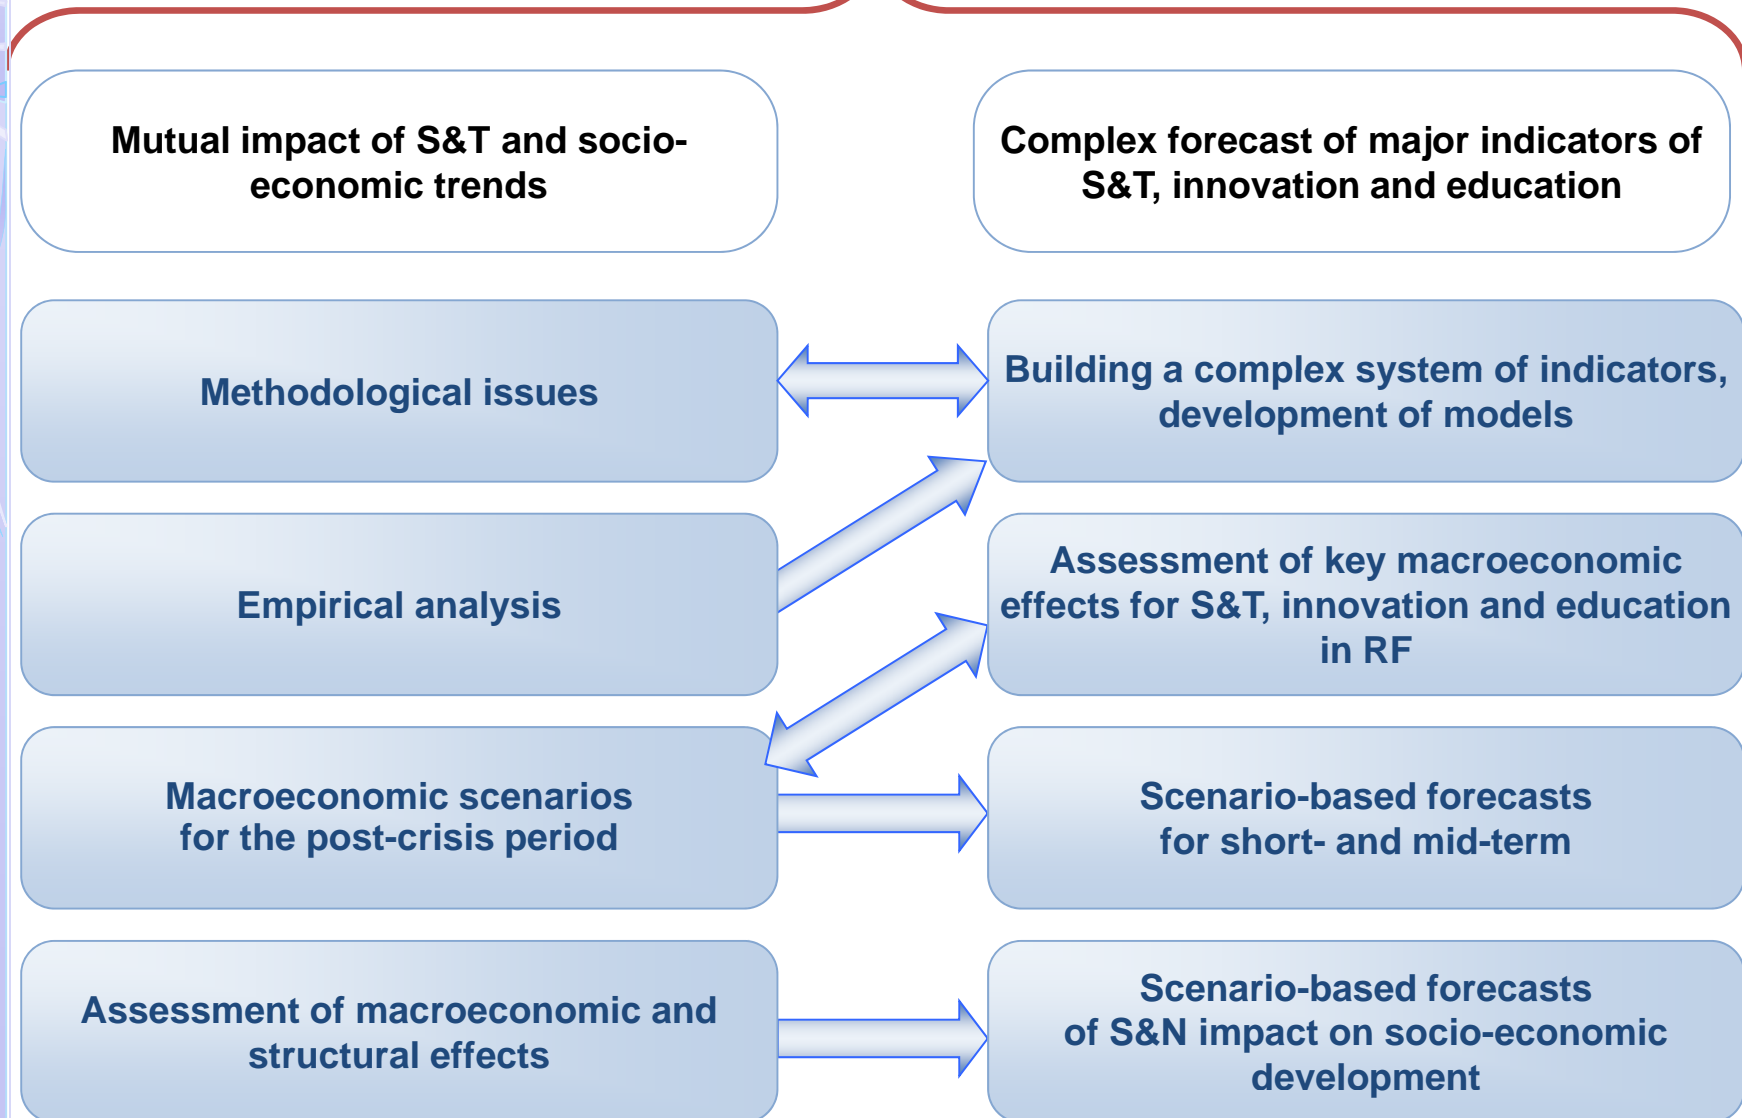 Mutual impact of S&T and socio-
economic trends
Complex forecast of major indicators of
S&T, innovation and education
Methodological issues
Building a complex system of indicators,
development of models
Empirical analysis
Assessment of key macroeconomic
effects for S&T, innovation and education
in RF
Macroeconomic scenarios
for the post-crisis period
Scenario-based forecasts
for short- and mid-term
Assessment of macroeconomic and
structural effects
Scenario-based forecasts
of S&N impact on socio-economic
development